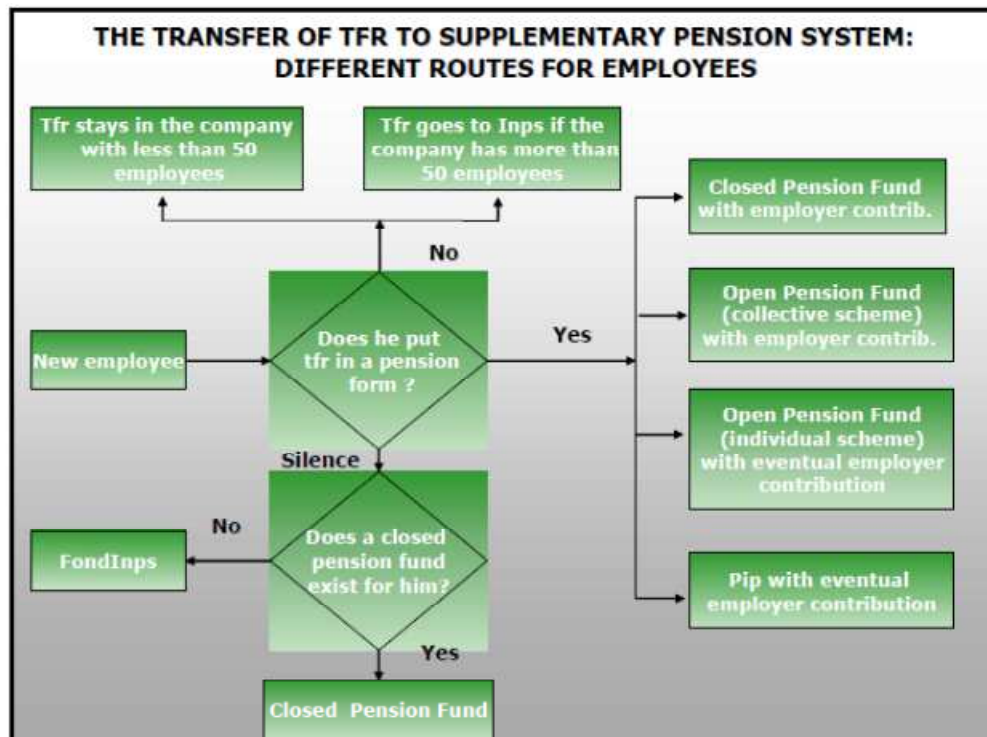 THE TRANSFER OF TFR TO SUPPLEMENTARY PENSION SYSTEM:
DIFFERENT ROUTES FOR EMPLOYEES
Tfr stays in the company
with less than 50
employees
Tfr goes to Inps if the
company has more than
50 employees
Closed Pension Fund
with employer contrib.
No
Open Pension Fund
(collective scheme)
with employer contrib.
New employee
Does he put
tfr in a pension
form ?
Yes
Open Pension Fund
(individual scheme)
with eventual employer
contribution
Silence
No
FondInps
Does a closed
pension fund
exist for him?
Pip with eventual
employer contribution
Yes
Closed Pension Fund